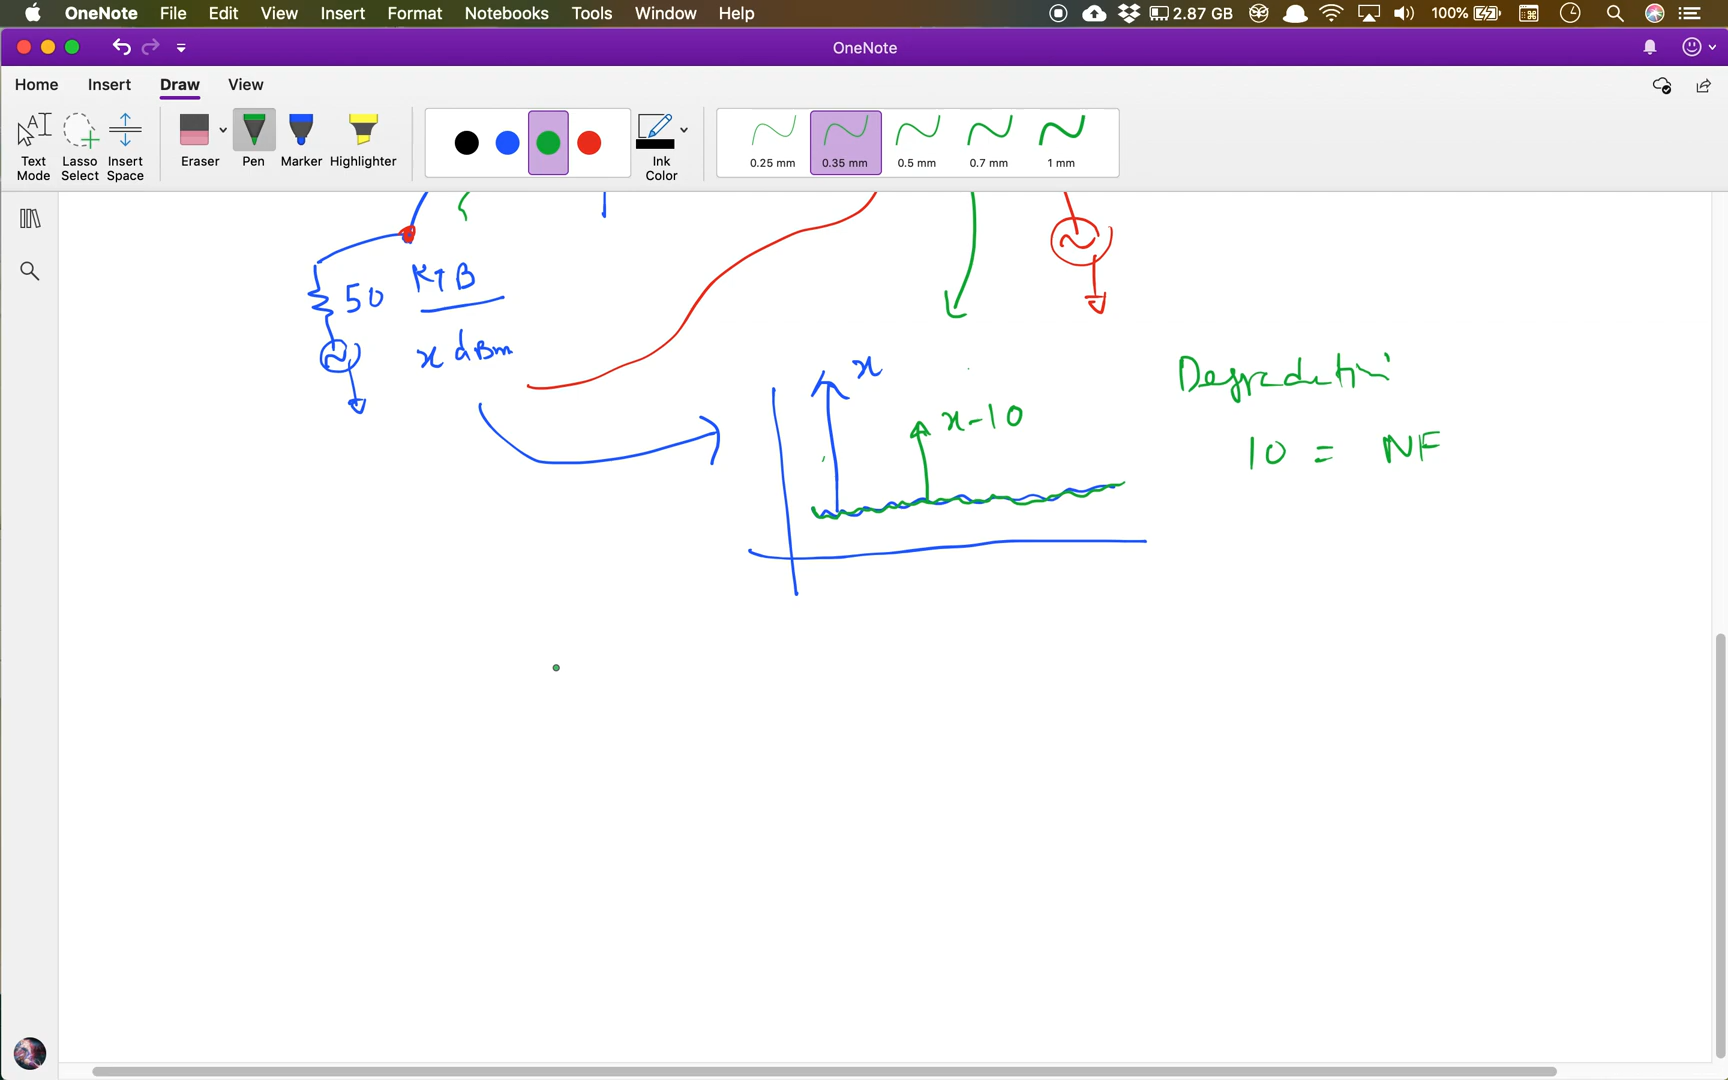 OneNote File Edit View Insert Format Notebooks Tools Window Help 2.87 GB 100%
OneNote
Home Insert Draw View
Text Mode
Lasso Select
Insert Space
Eraser
Pen
Marker
Highlighter
Ink Color
0.25 mm
0.35 mm
0.5 mm
0.7 mm
1 mm
50
KTB
x dBm
x
x-10
Degradation
10 = NF